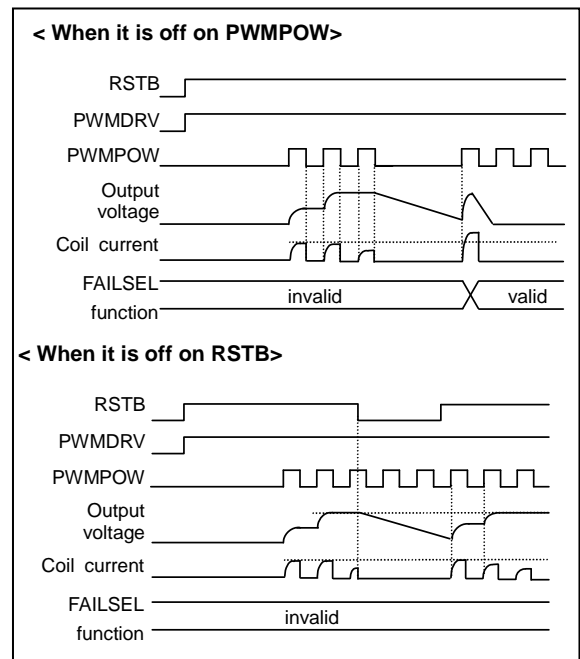 < When it is off on PWMPOW>
RSTB
PWMDRV
PWMPOW
Output
voltage
Coil current
FAILSEL
function
invalid
valid
< When it is off on RSTB>
RSTB
PWMDRV
PWMPOW
Output
voltage
Coil current
FAILSEL
function
invalid